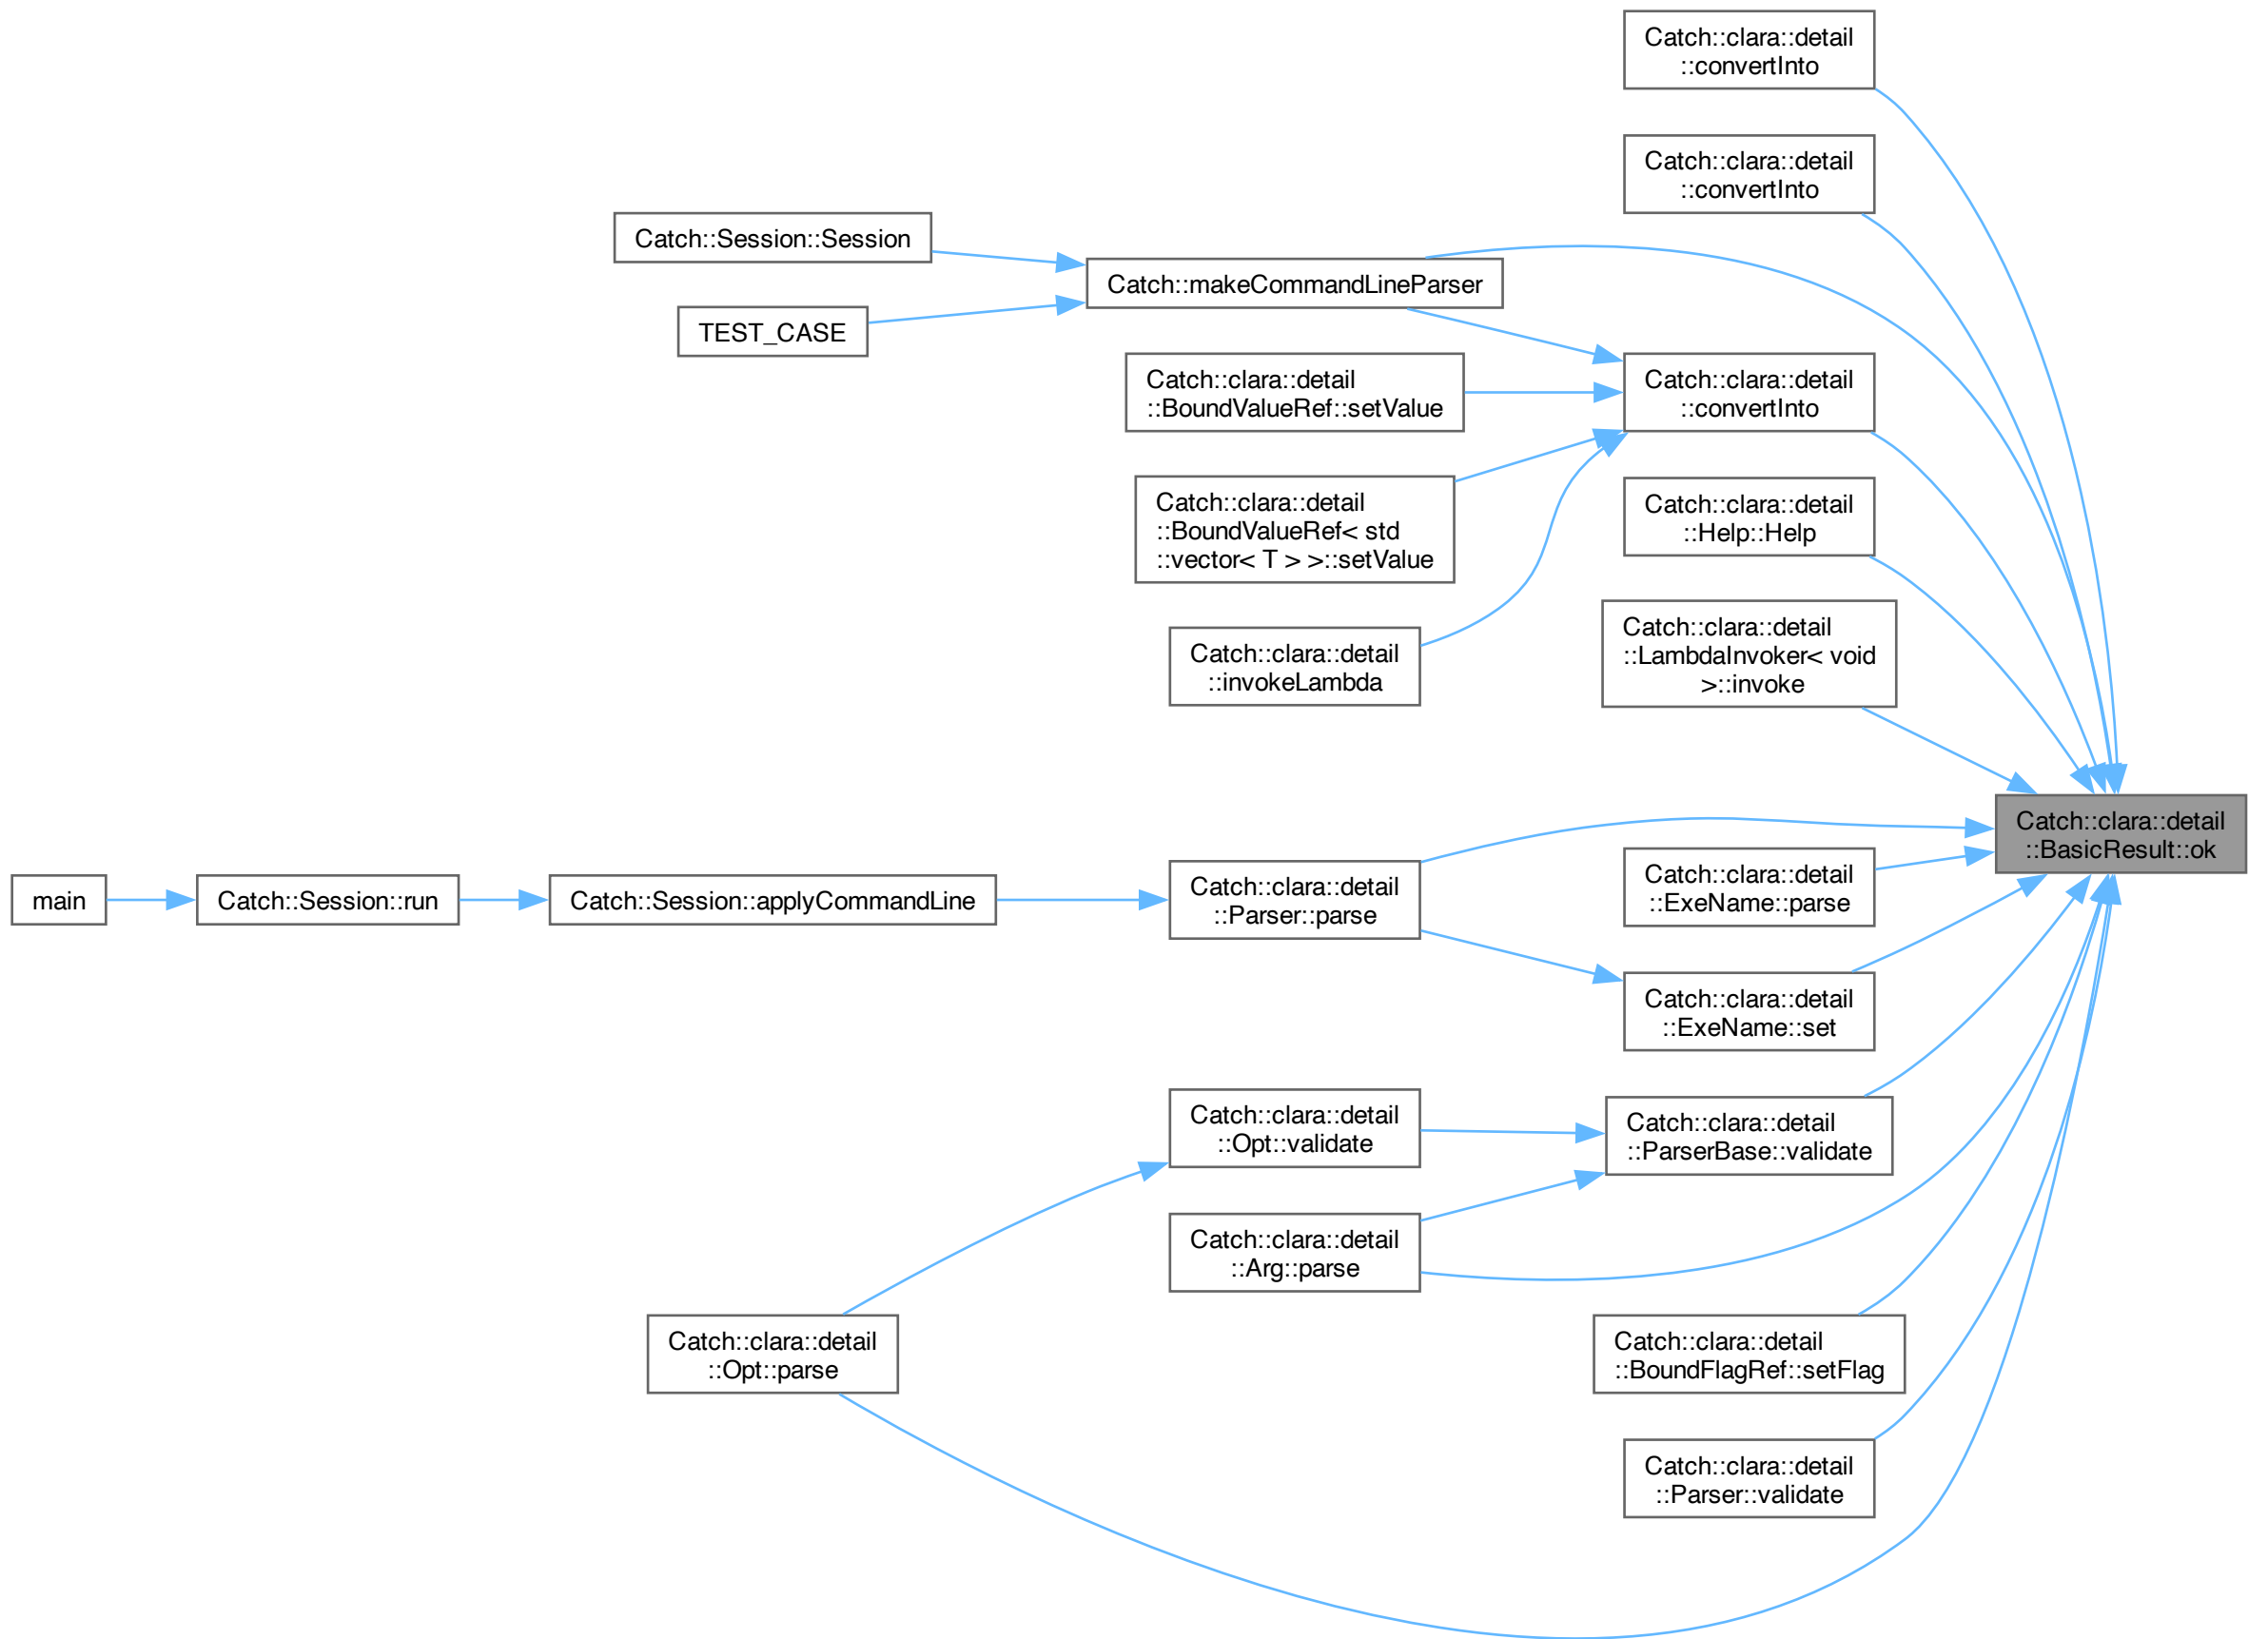 Catch::clara::detail
::convertInto
Catch::clara::detail
::convertInto
Catch::Session::Session
Catch::makeCommandLineParser
TEST_CASE
Catch::clara::detail
::BoundValueRef::setValue
Catch::clara::detail
::convertInto
Catch::clara::detail
::BoundValueRef< std
::vector< T > >::setValue
Catch::clara::detail
::Help::Help
Catch::clara::detail
::invokeLambda
Catch::clara::detail
::LambdaInvoker< void
>::invoke
Catch::clara::detail
::BasicResult::ok
main
Catch::Session::run
Catch::Session::applyCommandLine
Catch::clara::detail
::Parser::parse
Catch::clara::detail
::ExeName::parse
Catch::clara::detail
::ExeName::set
Catch::clara::detail
::Opt::validate
Catch::clara::detail
::ParserBase::validate
Catch::clara::detail
::Arg::parse
Catch::clara::detail
::Opt::parse
Catch::clara::detail
::BoundFlagRef::setFlag
Catch::clara::detail
::Parser::validate